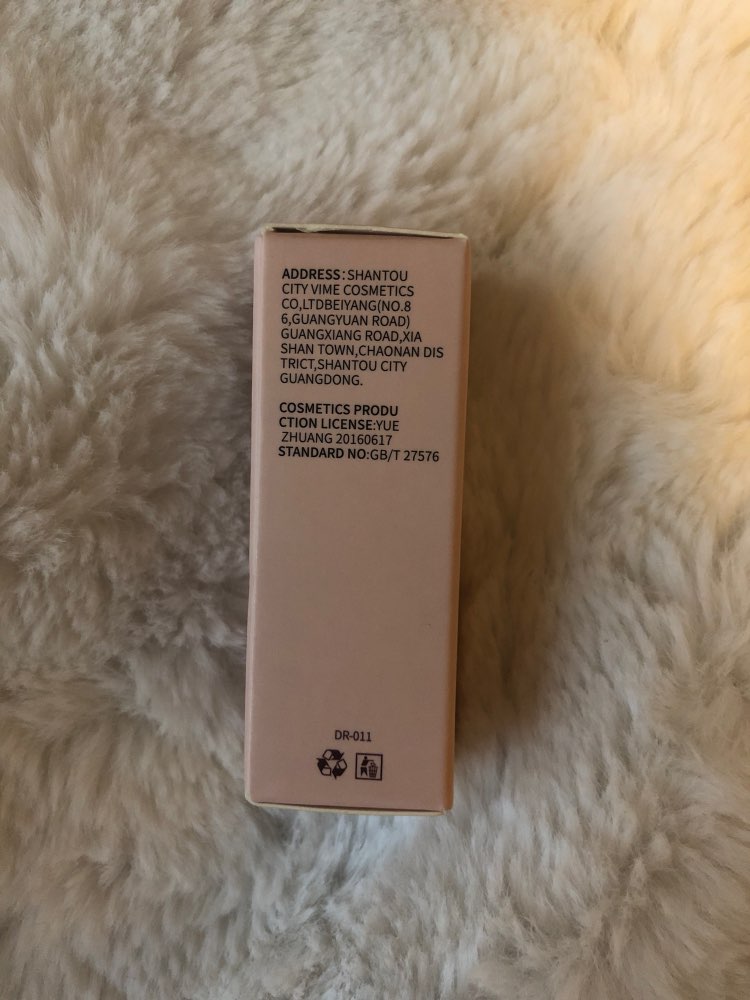 ADDRESS:SHANTOU
CITY VIME COSMETICS
CO,LTDBEIYANG(NO.8
6,GUANGYUAN ROAD)
GUANGXIANG ROAD,XIA
SHAN TOWN,CHAONAN DIS
TRICT,SHANTOU CITY
GUANGDONG.
COSMETICS PRODU
CTION LICENSE:YUE
ZHUANG 20160617
STANDARD NO:GB/T 27576
DR-011